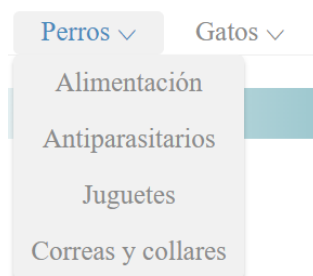 Perros Gatos
Alimentación
Antiparasitarios
Juguetes
Correas y collares